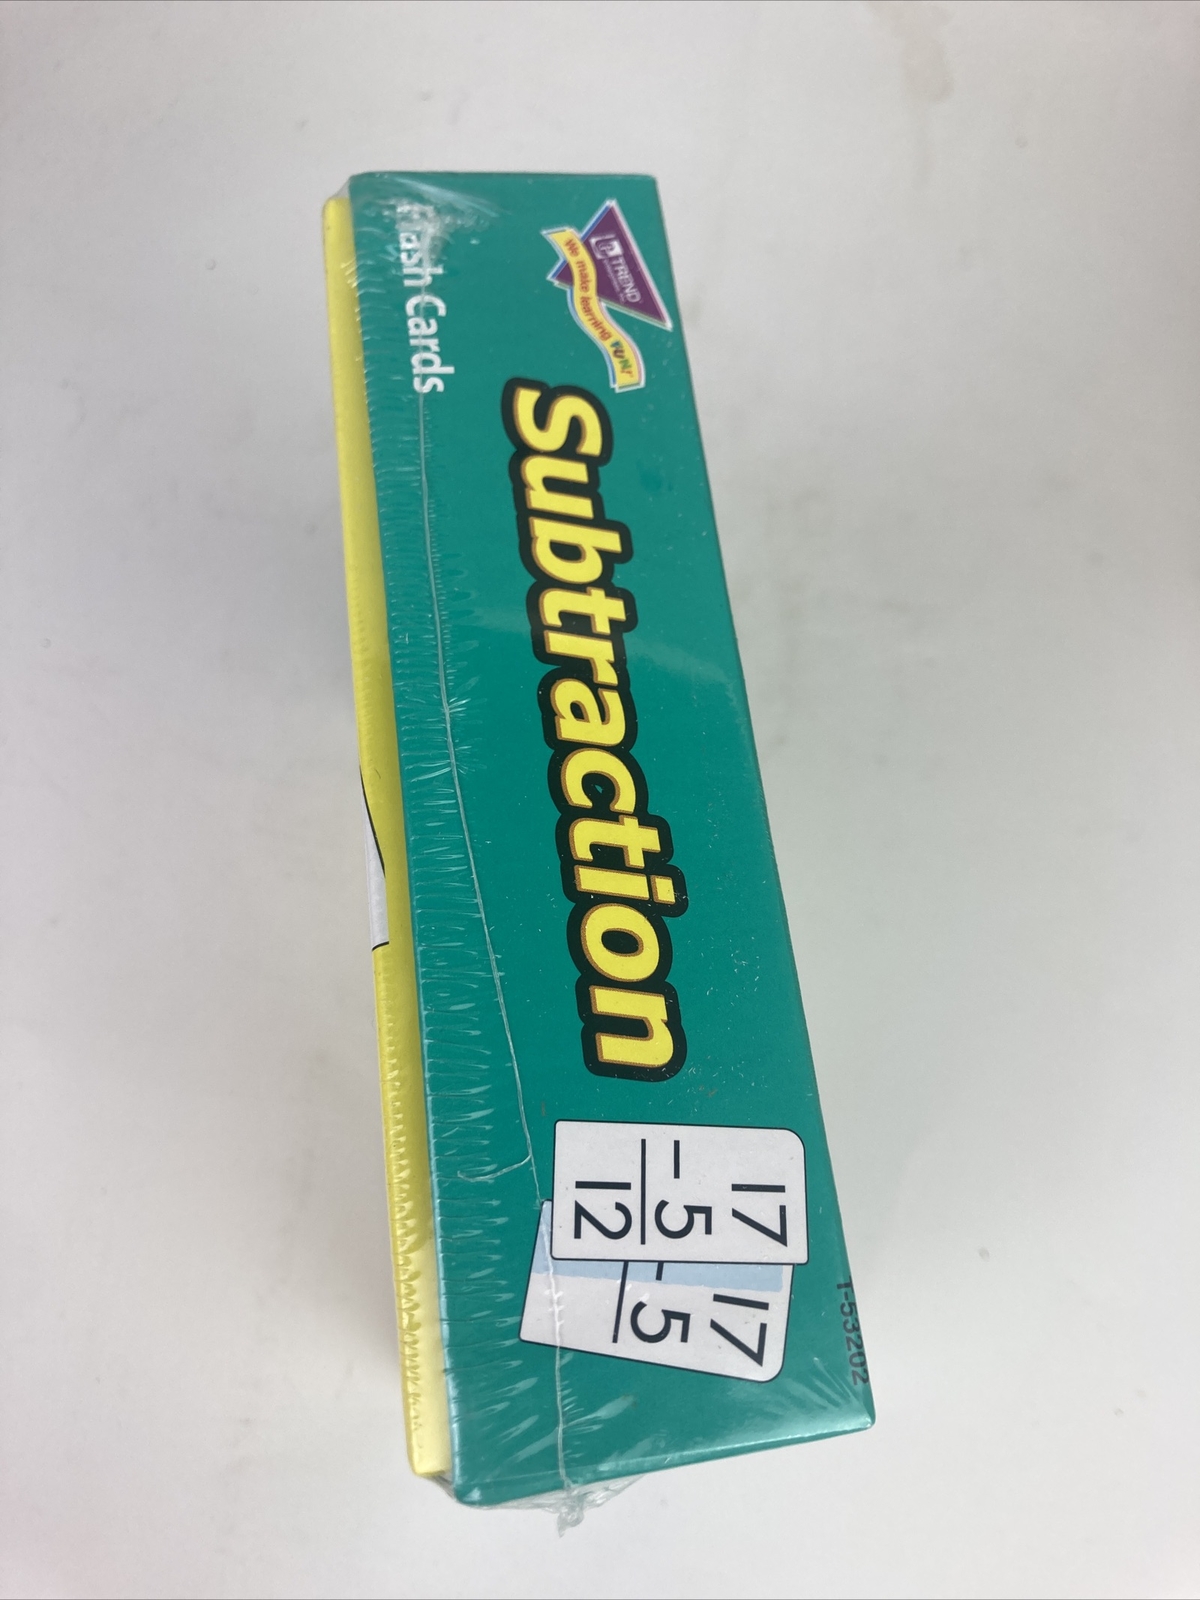 TREND
We make learning FUN!
Subtraction
Flash Cards
17
- 5
12
17
- 5
T-53202